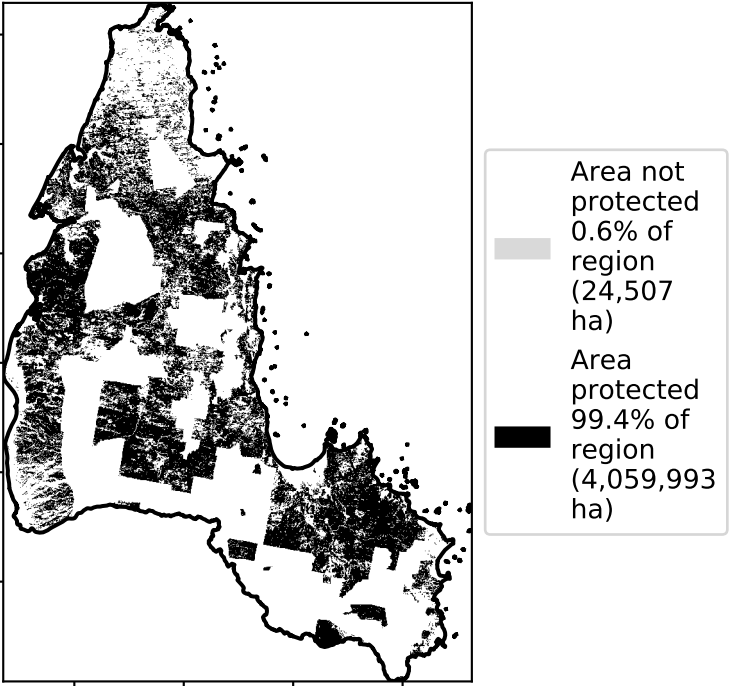 Area not
protected
0.6% of
region
(24,507
ha)
Area
protected
99.4% of
region
(4,059,993
ha)